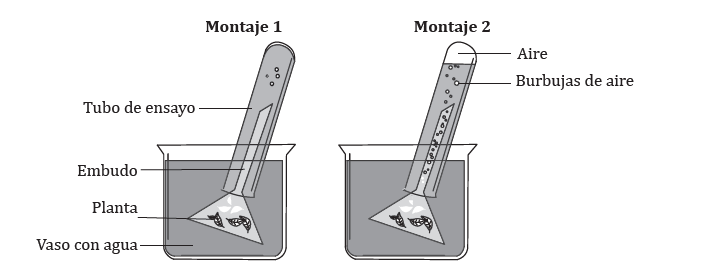 Montaje 1
Montaje 2
Aire
Burbujas de aire
Tubo de ensayo
Embudo
Planta
Vaso con agua